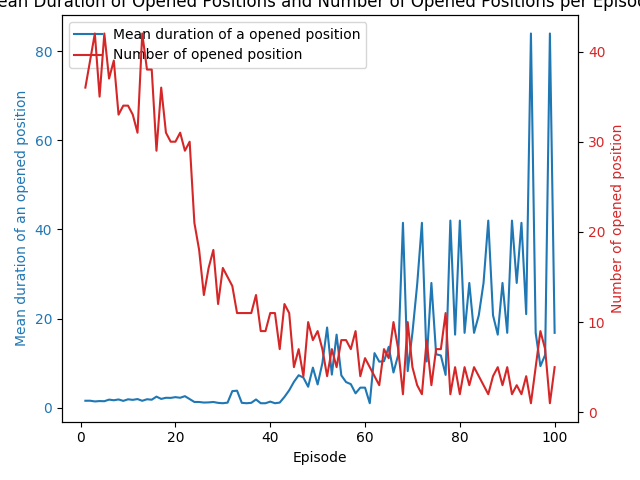 ean Duration of Opened Positions and Number of Opened Positions per Episo
Mean duration of a opened position
Number of opened position
80
60
40
20
0
40
30
20
10
0
Mean duration of an opened position
Number of opened position
0 20 40 60 80 100
Episode